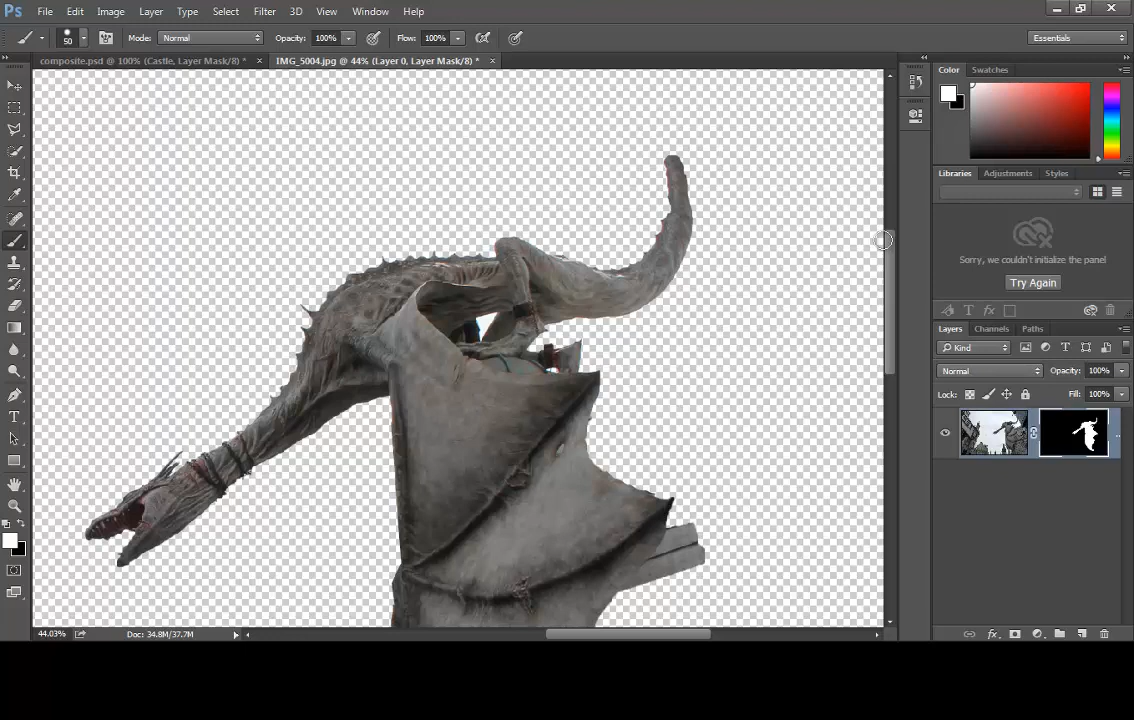 Ps File Edit Image Layer Type Select Filter 3D View Window Help
50 Mode: Normal Opacity: 100% Flow: 100% Essentials
composite.psd @ 100% (Castle, Layer Mask/8) * × IMG_5004.jpg @ 44% (Layer 0, Layer Mask/8) * ×
Color Swatches
Libraries Adjustments Styles
Sorry, we couldn't initialize the panel
Try Again
Layers Channels Paths
Kind
Normal Opacity: 100%
Lock: Fill: 100%
44.03% Doc: 34.8M/37.7M